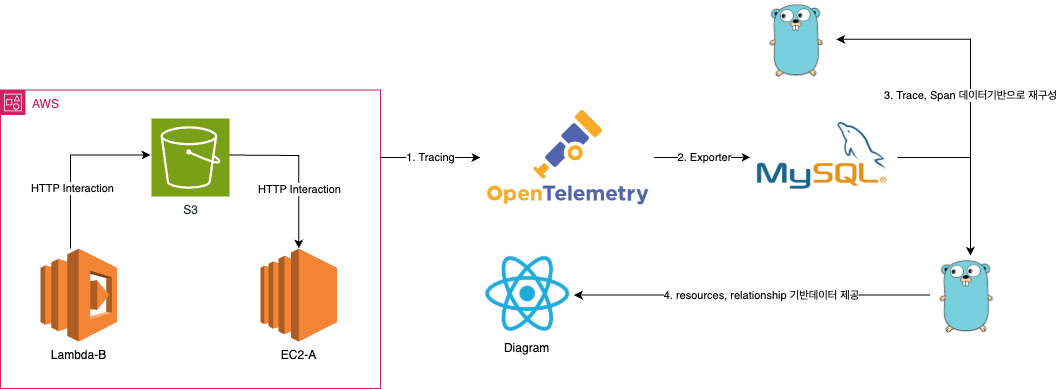 AWS
3. Trace, Span 데이터기반으로 재구성
HTTP Interaction
S3
HTTP Interaction
1. Tracing
OpenTelemetry
2. Exporter
MySQL
Lambda-B
EC2-A
Diagram
4. resources, relationship 기반데이터 제공